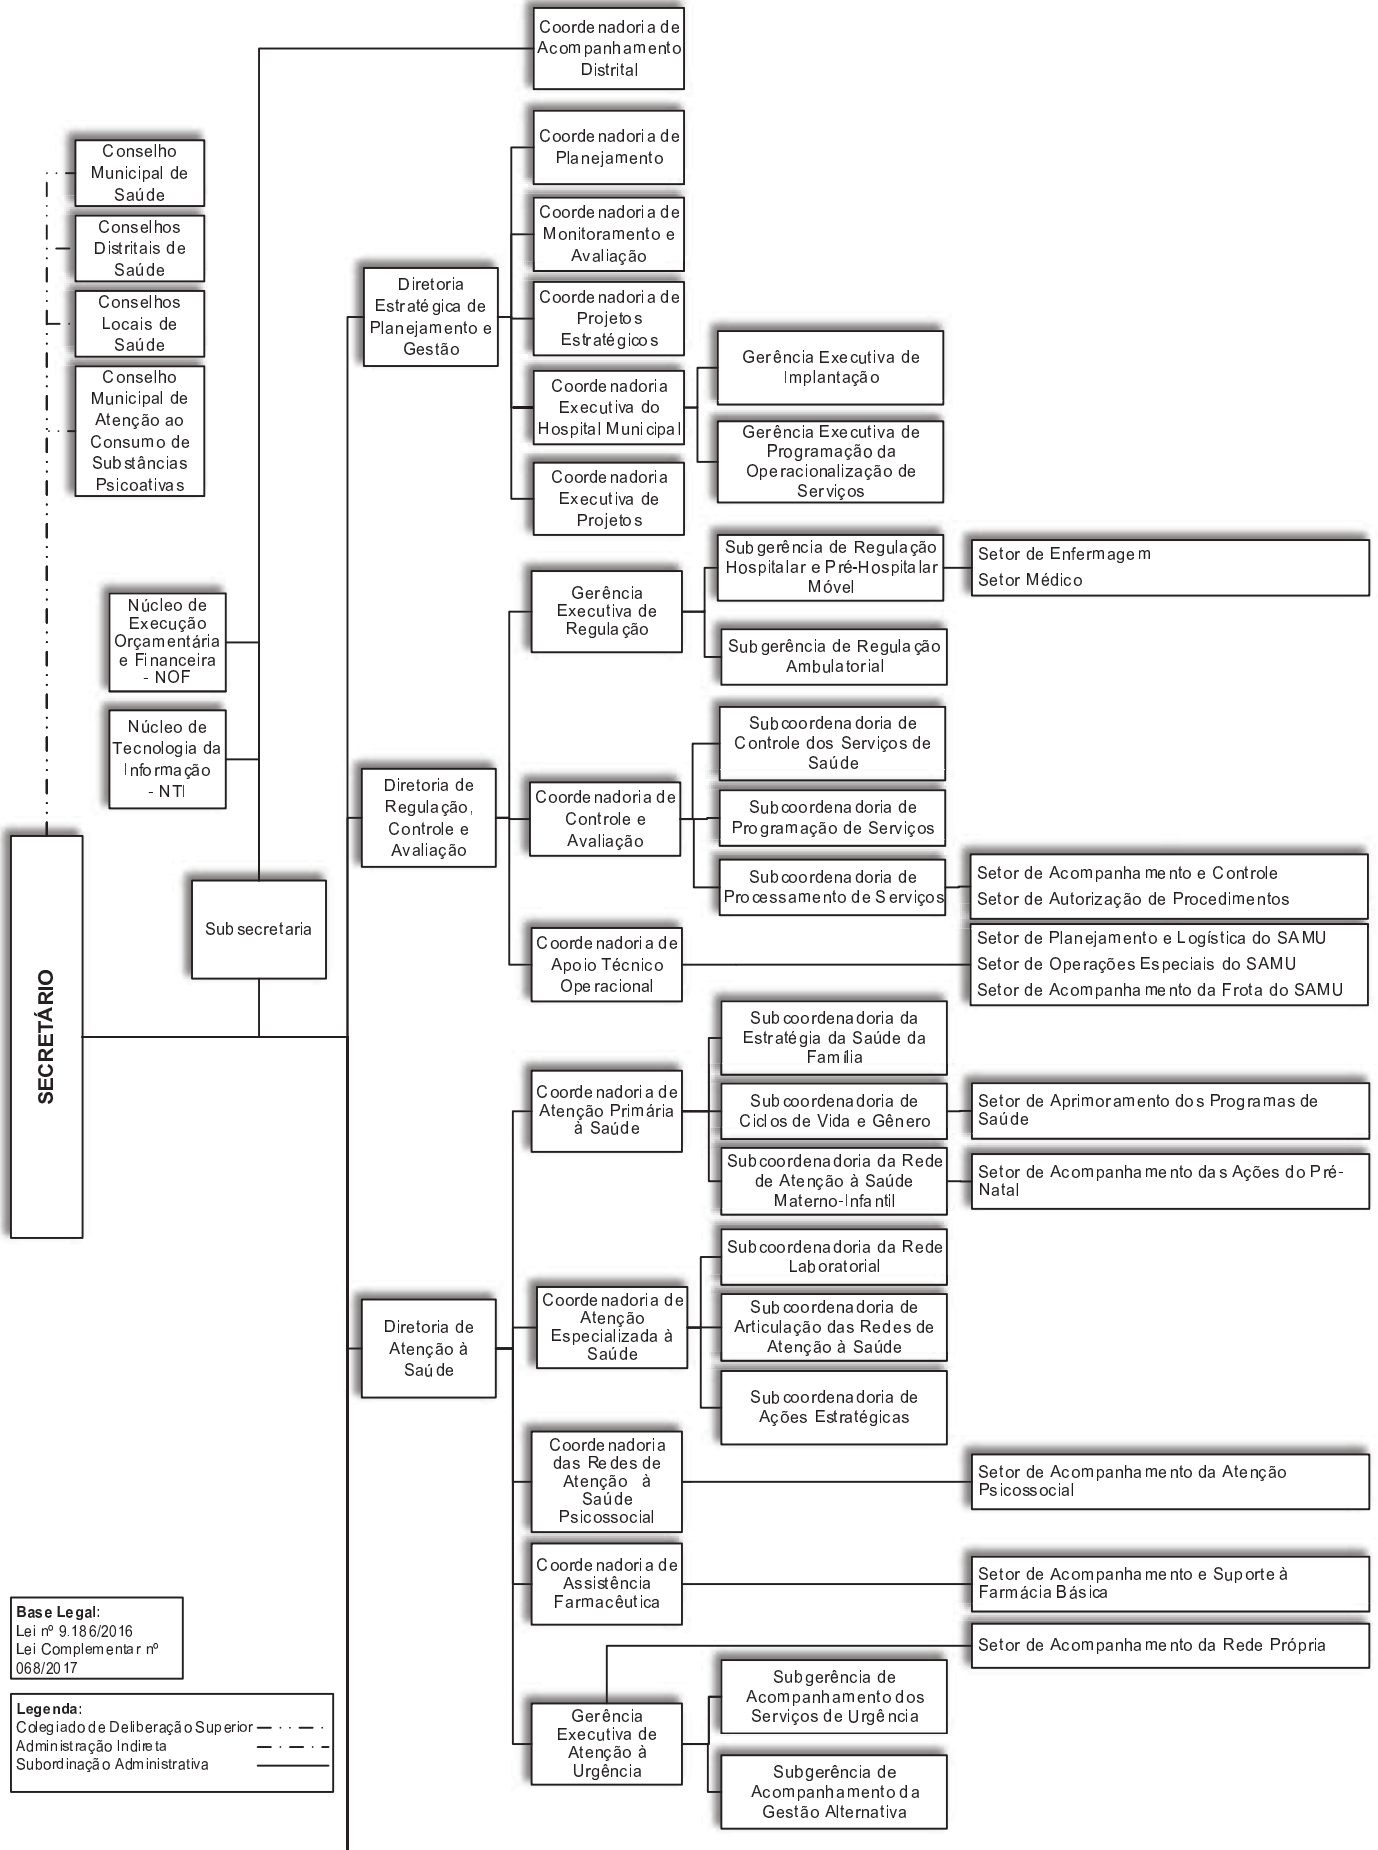 Coordenadoria de
Acompanhamento
Distrital
Conselho
Municipal de
Saúde
Conselhos
Distritais de
Saúde
Conselhos
Locais de
Saúde
Conselho
Municipal de
Atenção ao
Consumo de
Substâncias
Psicoativas
Núcleo de
Execução
Orçamentária
e Financeira
- NOF
Núcleo de
Tecnologia da
Informação
- NTI
Subsecretaria
SECRETÁRIO
Diretoria
Estratégica de
Planejamento e
Gestão
Coordenadoria de
Planejamento
Coordenadoria de
Monitoramento e
Avaliação
Coordenadoria de
Projetos
Estratégicos
Coordenadoria
Executiva do
Hospital Municipal
Gerência Executiva de
Implantação
Gerência Executiva de
Programação da
Operacionalização de
Serviços
Coordenadoria
Executiva de
Projetos
Diretoria de
Regulação,
Controle e
Avaliação
Gerência
Executiva de
Regulação
Subgerência de Regulação
Hospitalar e Pré-Hospitalar
Móvel
Setor de Enfermagem
Setor Médico
Subgerência de Regulação
Ambulatorial
Coordenadoria de
Controle e
Avaliação
Subcoordenadoria de
Controle dos Serviços de
Saúde
Subcoordenadoria de
Programação de Serviços
Subcoordenadoria de
Processamento de Serviços
Setor de Acompanhamento e Controle
Setor de Autorização de Procedimentos
Coordenadoria de
Apoio Técnico
Operacional
Setor de Planejamento e Logística do SAMU
Setor de Operações Especiais do SAMU
Setor de Acompanhamento da Frota do SAMU
Diretoria de
Atenção à
Saúde
Coordenadoria de
Atenção Primária
à Saúde
Subcoordenadoria da
Estratégia da Saúde da
Família
Subcoordenadoria de
Ciclos de Vida e Gênero
Setor de Aprimoramento dos Programas de
Saúde
Subcoordenadoria da Rede
de Atenção à Saúde
Materno-Infantil
Setor de Acompanhamento das Ações do Pré-
Natal
Coordenadoria de
Atenção
Especializada à
Saúde
Subcoordenadoria da Rede
Laboratorial
Subcoordenadoria de
Articulação das Redes de
Atenção à Saúde
Subcoordenadoria de
Ações Estratégicas
Coordenadoria
das Redes de
Atenção à
Saúde
Psicossocial
Setor de Acompanhamento da Atenção
Psicossocial
Coordenadoria de
Assistência
Farmacêutica
Setor de Acompanhamento e Suporte à
Farmácia Básica
Setor de Acompanhamento da Rede Própria
Gerência
Executiva de
Atenção à
Urgência
Subgerência de
Acompanhamento dos
Serviços de Urgência
Subgerência de
Acompanhamento da
Gestão Alternativa
Base Legal:
Lei nº 9.186/2016
Lei Complementar nº
068/2017
Legenda:
Colegiado de Deliberação Superior
Administração Indireta
Subordinação Administrativa